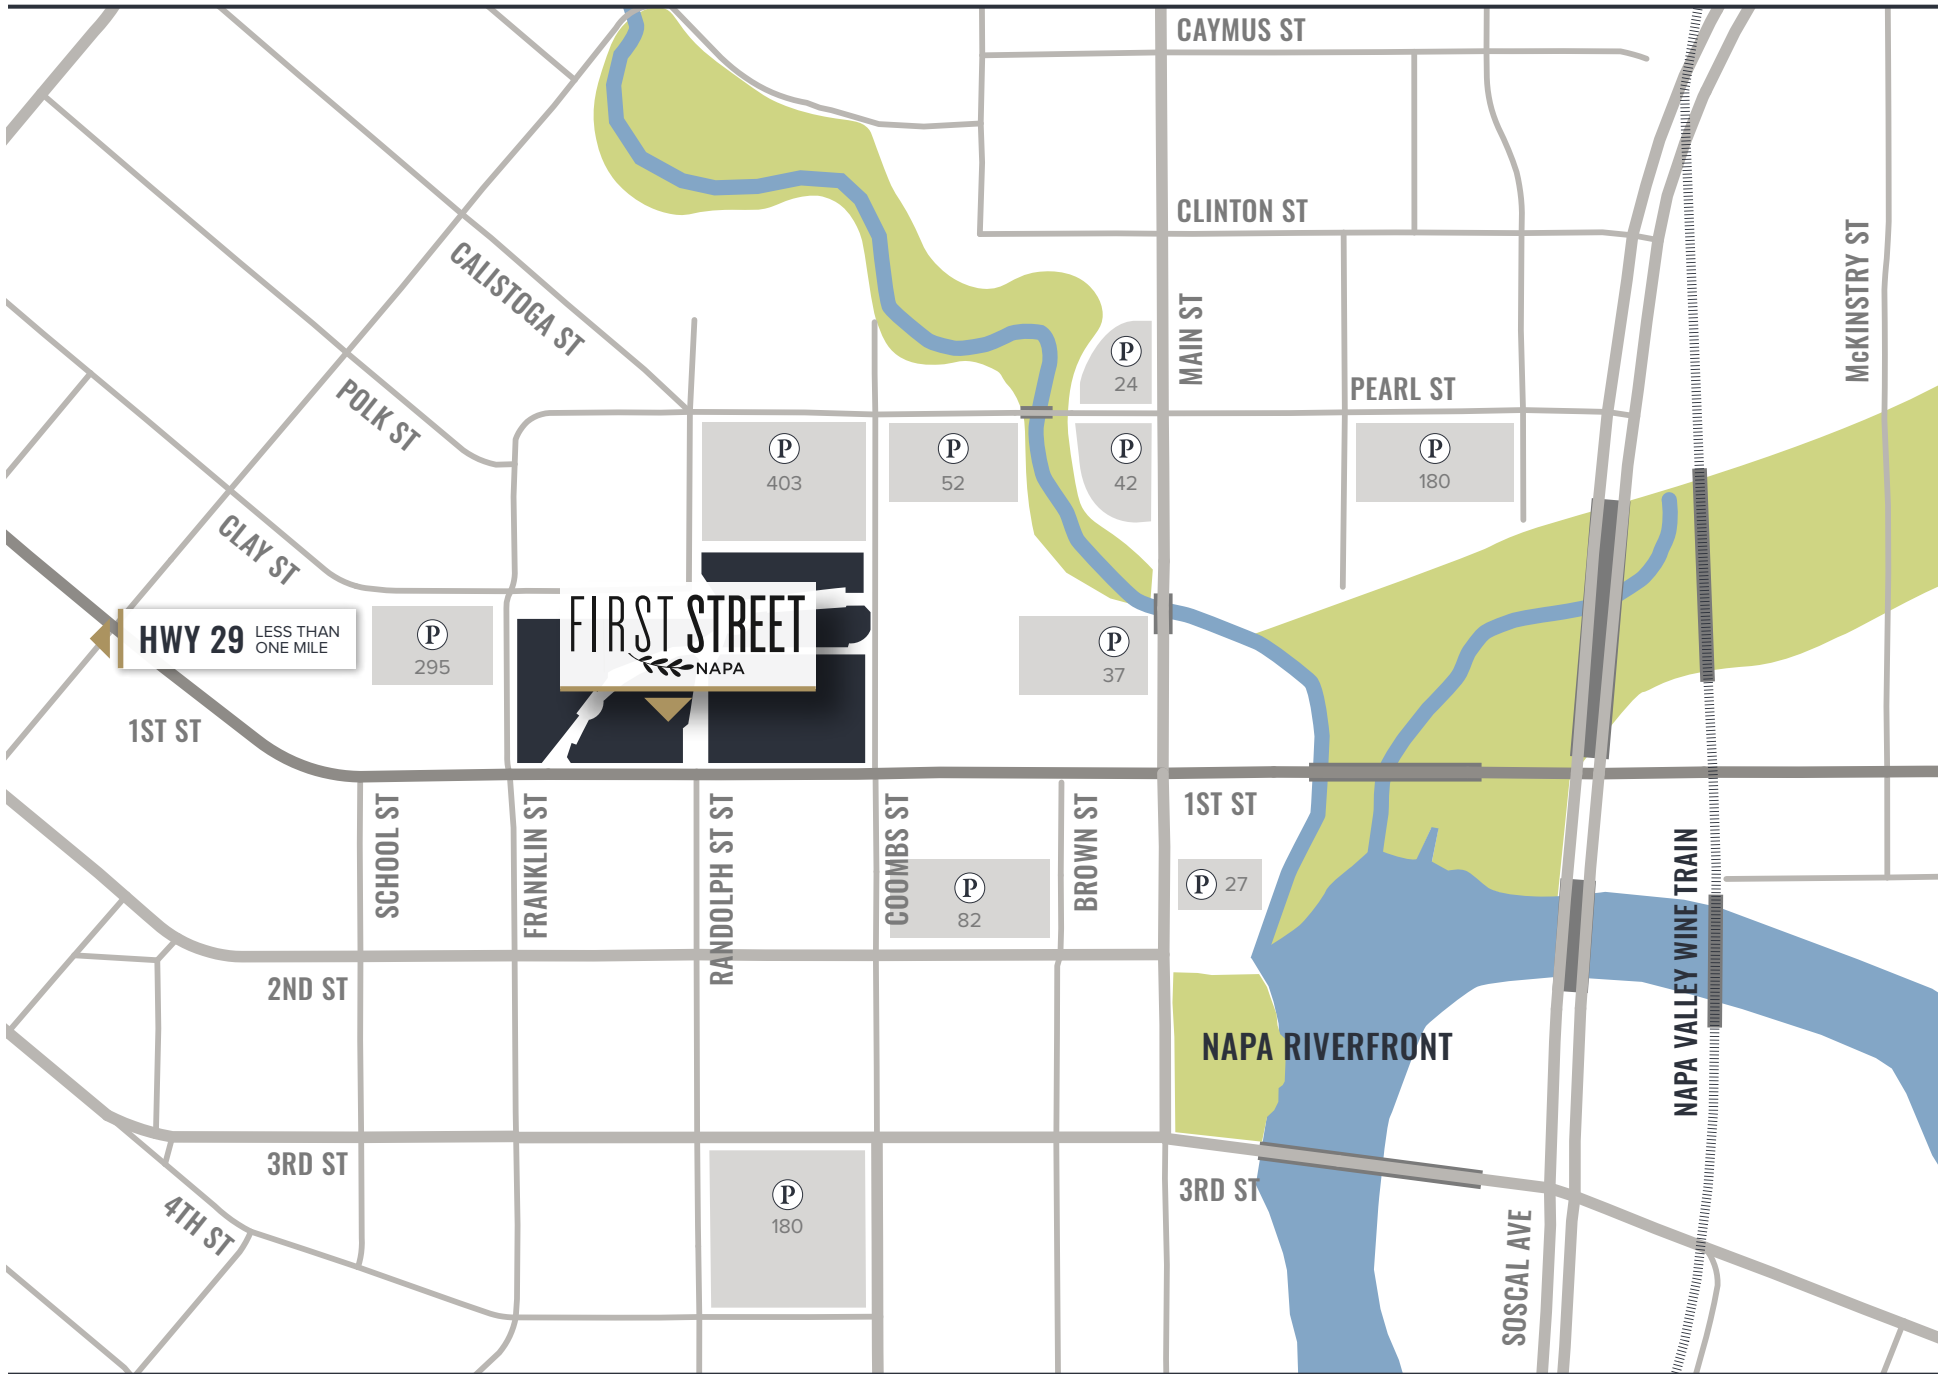 CAYMUS ST
CLINTON ST
CALISTOGA ST
McKINSTRY ST
MAIN ST
P
24
POLK ST
PEARL ST
P
403
P
52
P
42
P
180
CLAY ST
HWY 29
LESS THAN
ONE MILE
P
295
FIRST STREET
NAPA
P
37
1ST ST
1ST ST
SCHOOL ST
FRANKLIN ST
RANDOLPH ST ST
COOMBS ST
BROWN ST
P
82
P 27
NAPA VALLEY WINE TRAIN
2ND ST
NAPA RIVERFRONT
3RD ST
3RD ST
4TH ST
P
180
SOSCAL AVE